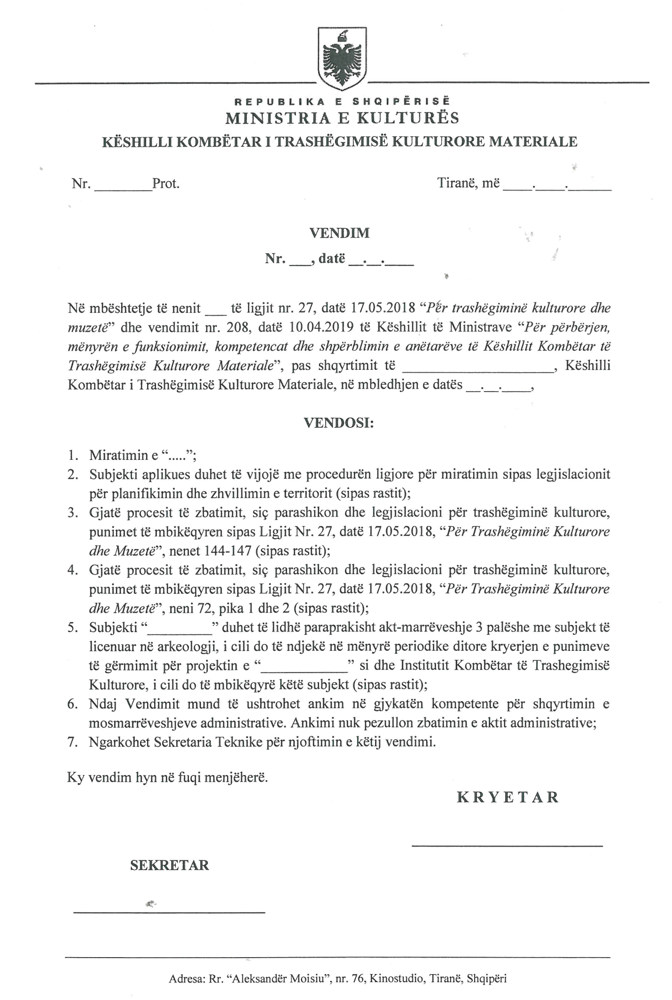 REPUBLIKA E SHQIPËRISË
MINISTRIA E KULTURËS
KËSHILLI KOMBËTAR I TRASHËGIMISË KULTURORE MATERIALE
Nr. ________Prot. Tiranë, më ____.____.______
VENDIM
Nr. ___, datë __.__.____
Në mbështetje të nenit ___ të ligjit nr. 27, datë 17.05.2018 “Për trashëgiminë kulturore dhe
muzetë” dhe vendimit nr. 208, datë 10.04.2019 të Këshillit të Ministrave “Për përbërjen,
mënyrën e funksionimit, kompetencat dhe shpërblimin e anëtarëve të Këshillit Kombëtar të
Trashëgimisë Kulturore Materiale”, pas shqyrtimit të _____________________, Këshilli
Kombëtar i Trashëgimisë Kulturore Materiale, në mbledhjen e datës __.__.____,
VENDOSI:
1. Miratimin e “.....”;
2. Subjekti aplikues duhet të vijojë me procedurën ligjore për miratimin sipas legjislacionit
për planifikimin dhe zhvillimin e territorit (sipas rastit);
3. Gjatë procesit të zbatimit, siç parashikon dhe legjislacioni për trashëgiminë kulturore,
punimet të mbikëqyren sipas Ligjit Nr. 27, datë 17.05.2018, “Për Trashëgiminë Kulturore
dhe Muzetë”, nenet 144-147 (sipas rastit);
4. Gjatë procesit të zbatimit, siç parashikon dhe legjislacioni për trashëgiminë kulturore,
punimet të mbikëqyren sipas Ligjit Nr. 27, datë 17.05.2018, “Për Trashëgiminë Kulturore
dhe Muzetë”, neni 72, pika 1 dhe 2 (sipas rastit);
5. Subjekti “_________” duhet të lidhë paraprakisht akt-marrëveshje 3 palëshe me subjekt të
licenuar në arkeologji, i cili do të ndjekë në mënyrë periodike ditore kryerjen e punimeve
të gërmimit për projektin e “____________” si dhe Institutit Kombëtar të Trashegimisë
Kulturore, i cili do të mbikëqyrë këtë subjekt (sipas rastit);
6. Ndaj Vendimit mund të ushtrohet ankim në gjykatën kompetente për shqyrtimin e
mosmarrëveshjeve administrative. Ankimi nuk pezullon zbatimin e aktit administrative;
7. Ngarkohet Sekretaria Teknike për njoftimin e këtij vendimi.
Ky vendim hyn në fuqi menjëherë.
KRYETAR
SEKRETAR
Adresa: Rr. “Aleksandër Moisiu”, nr. 76, Kinostudio, Tiranë, Shqipëri